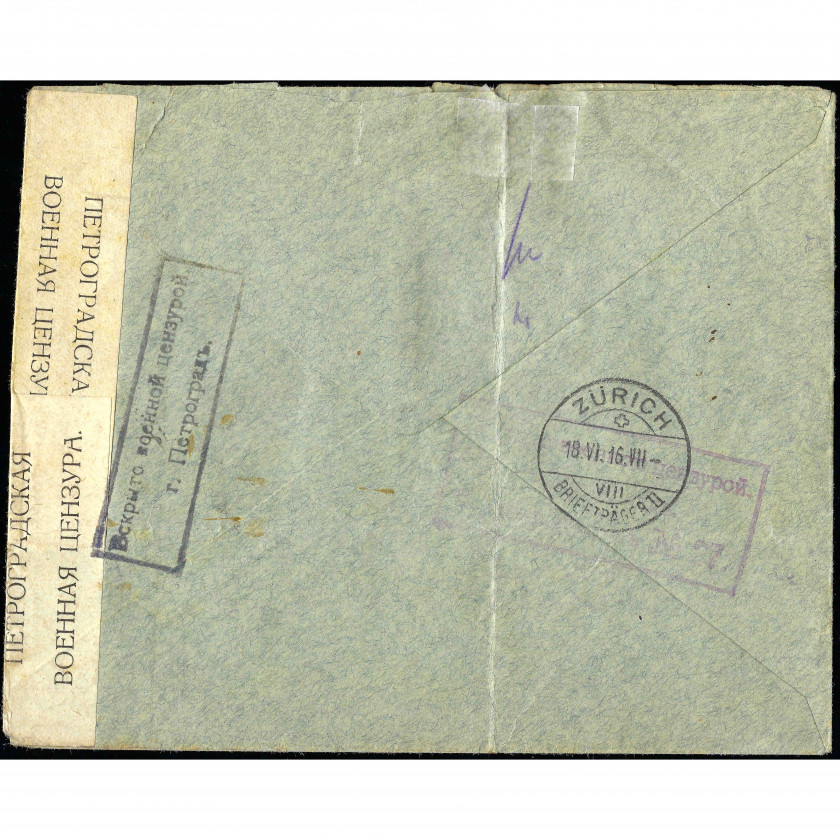 ПЕТРОГРАДСКА
ВОЕННАЯ ЦЕНЗУ
ПЕТРОГРАДСКАЯ
ВОЕННАЯ ЦЕНЗУРА.
Вскрыто военной цензурой
г. Петроградъ.
ZÜRICH
18.VI.16.VII-
VIII
BRIEFTRÄGER
цензурой.